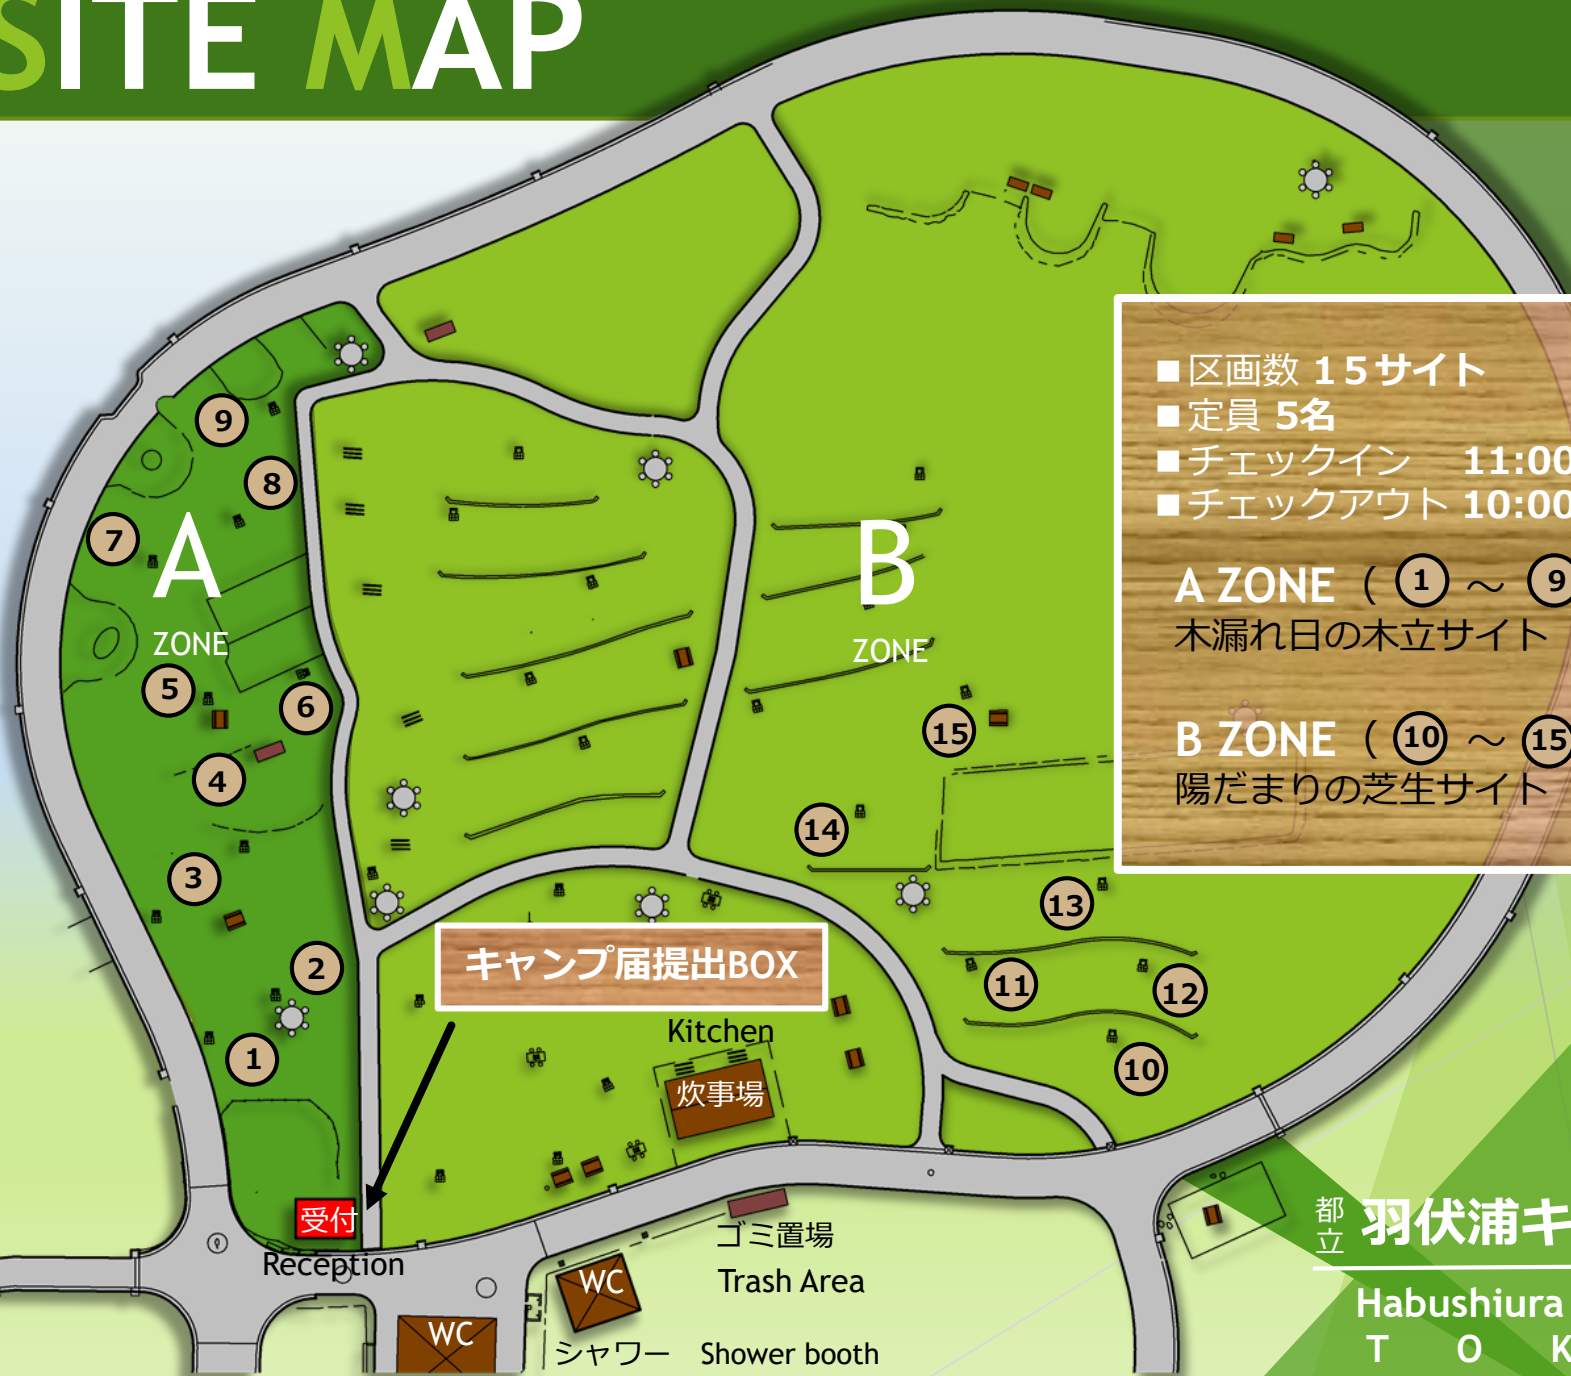 SITE MAP
■区画数 15サイト
■定員 5名
■チェックイン 11:00
■チェックアウト 10:00
A ZONE （ 1 ～ 9
木漏れ日の木立サイト
B ZONE （ 10 ～ 15
陽だまりの芝生サイト
9
8
7
A
ZONE
5
6
4
3
2
1
B
ZONE
15
14
13
11
12
10
キャンプ届提出BOX
Kitchen
炊事場
受付
Reception
ゴミ置場
Trash Area
WC
WC
シャワー Shower booth
都立 羽伏浦キ
Habushiura
T O K